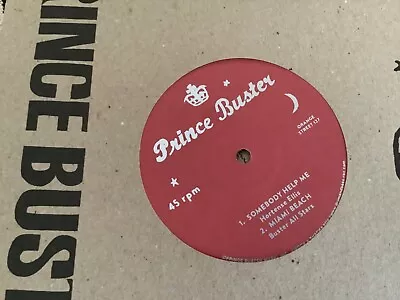 RINCE BUST
Prince Buster
ORANGE
STREET
45 rpm
1. SOMEBODY HELP ME
Hortense Ellis
2. MIAMI BEACH
Buster All Stars